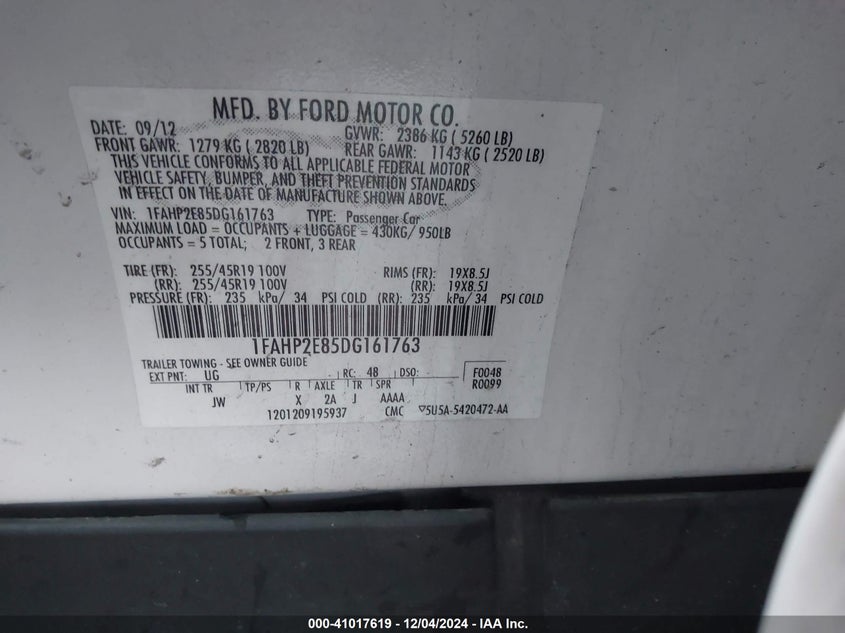 MFD. BY FORD MOTOR CO.
DATE: 09/12 GVWR: 2386 KG ( 5260 LB)
FRONT GAWR: 1279 KG ( 2820 LB) REAR GAWR: 1143 KG ( 2520 LB)
THIS VEHICLE CONFORMS TO ALL APPLICABLE FEDERAL MOTOR
VEHICLE SAFETY, BUMPER, AND THEFT PREVENTION STANDARDS
IN EFFECT ON THE DATE OF MANUFACTURE SHOWN ABOVE.
VIN: 1FAHP2E85DG161763 TYPE: Passenger Car
MAXIMUM LOAD = OCCUPANTS + LUGGAGE = 430KG/ 950LB
OCCUPANTS = 5 TOTAL; 2 FRONT, 3 REAR
TIRE (FR): 255/45R19 100V RIMS (FR): 19X8.5J
(RR): 255/45R19 100V (RR): 19X8.5J
PRESSURE (FR): 235 kPa/ 34 PSI COLD (RR): 235 kPa/ 34 PSI COLD
1FAHP2E85DG161763
TRAILER TOWING - SEE OWNER GUIDE
EXT PNT: UG RC: 48 DSO: F0048
INT TR TP/PS R AXLE TR SPR R0099
JW X 2A J AAAA
1201209195937 CMC ▽5U5A-5420472-AA
000-41017619 - 12/04/2024 - IAAI.com